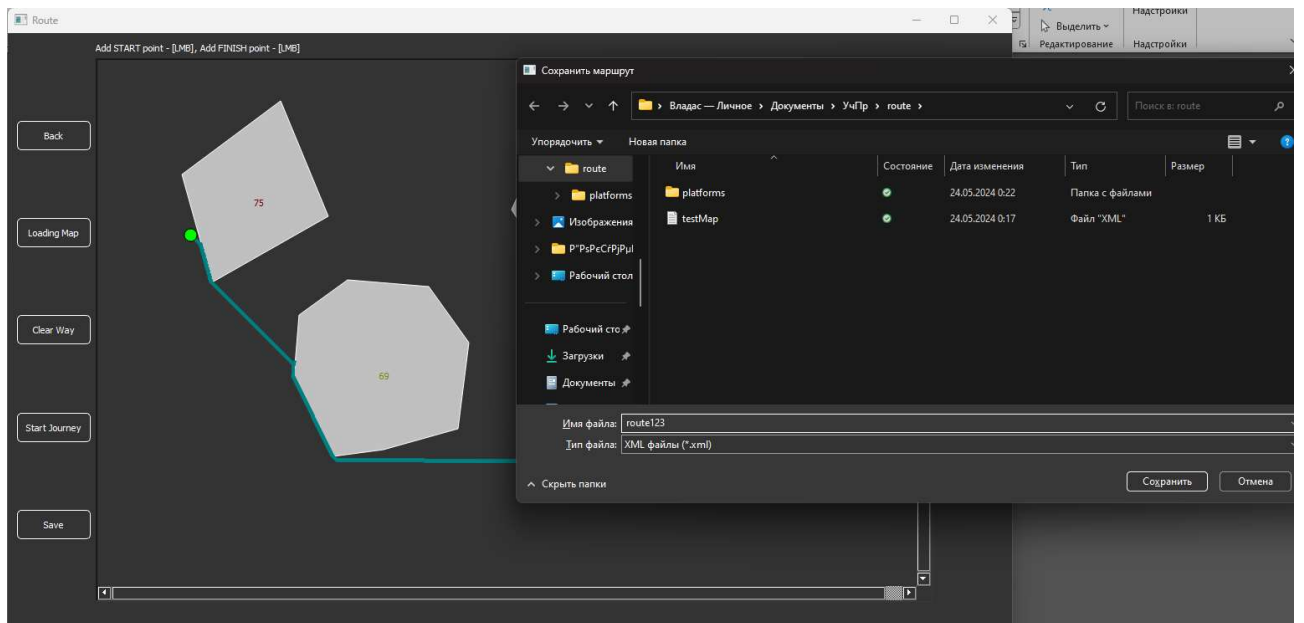 Route
Add START point - [LMB], Add FINISH point - [LMB]
Back
Loading Map
Clear Way
Start Journey
Save
75
69
Выделить
Редактирование
Надстройки
Надстройки
Сохранить маршрут
Владас — Личное › Документы › УчПр › route ›
Поиск в: route
Упорядочить
Новая папка
route
platforms
Изображения
Рабочий стол
Рабочий сто
Загрузки
Документы
Имя
Состояние
Дата изменения
Тип
Размер
platforms
24.05.2024 0:22
Папка с файлами
testMap
24.05.2024 0:17
Файл "XML"
1 КБ
Имя файла: route123
Тип файла: XML файлы (*.xml)
Скрыть папки
Сохранить
Отмена